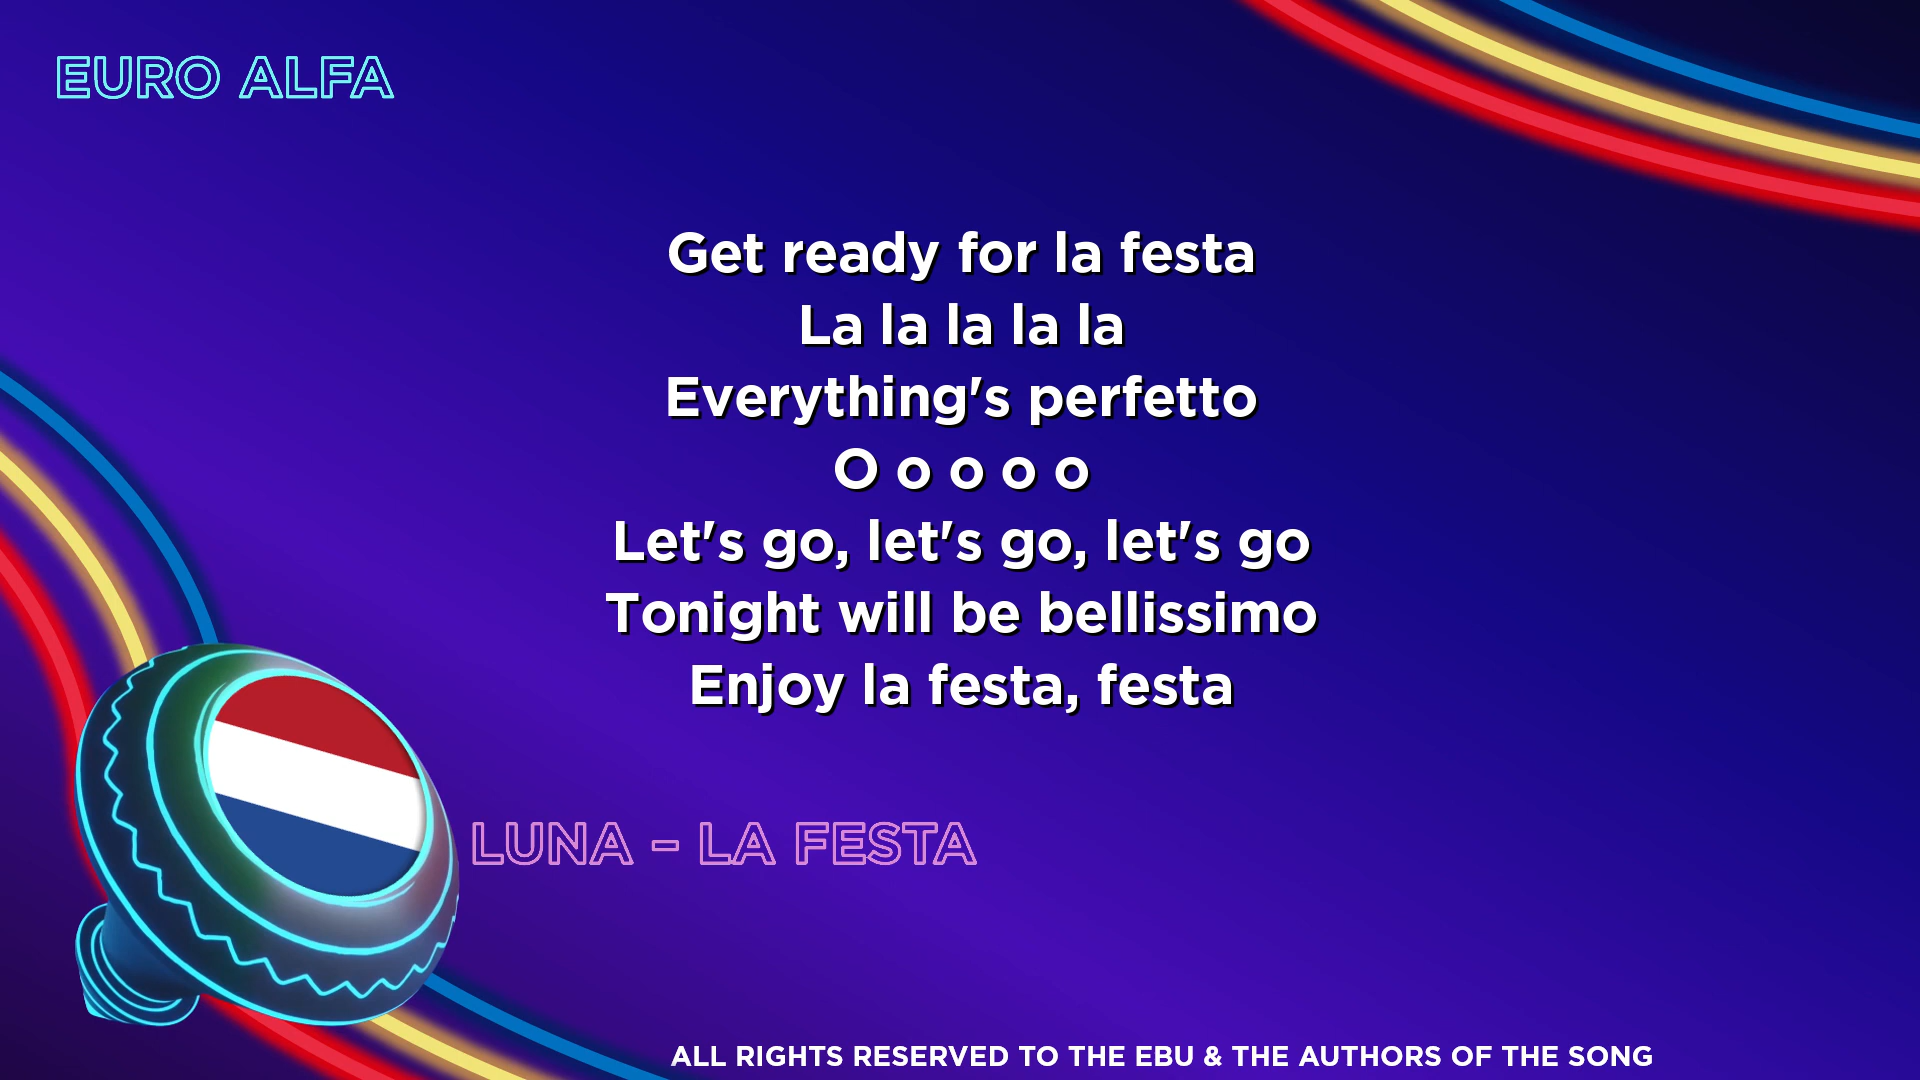 EURO ALFA
Get ready for la festa
La la la la la
Everything's perfetto
O o o o o
Let's go, let's go, let's go
Tonight will be bellissimo
Enjoy la festa, festa
LUNA – LA FESTA
ALL RIGHTS RESERVED TO THE EBU & THE AUTHORS OF THE SONG